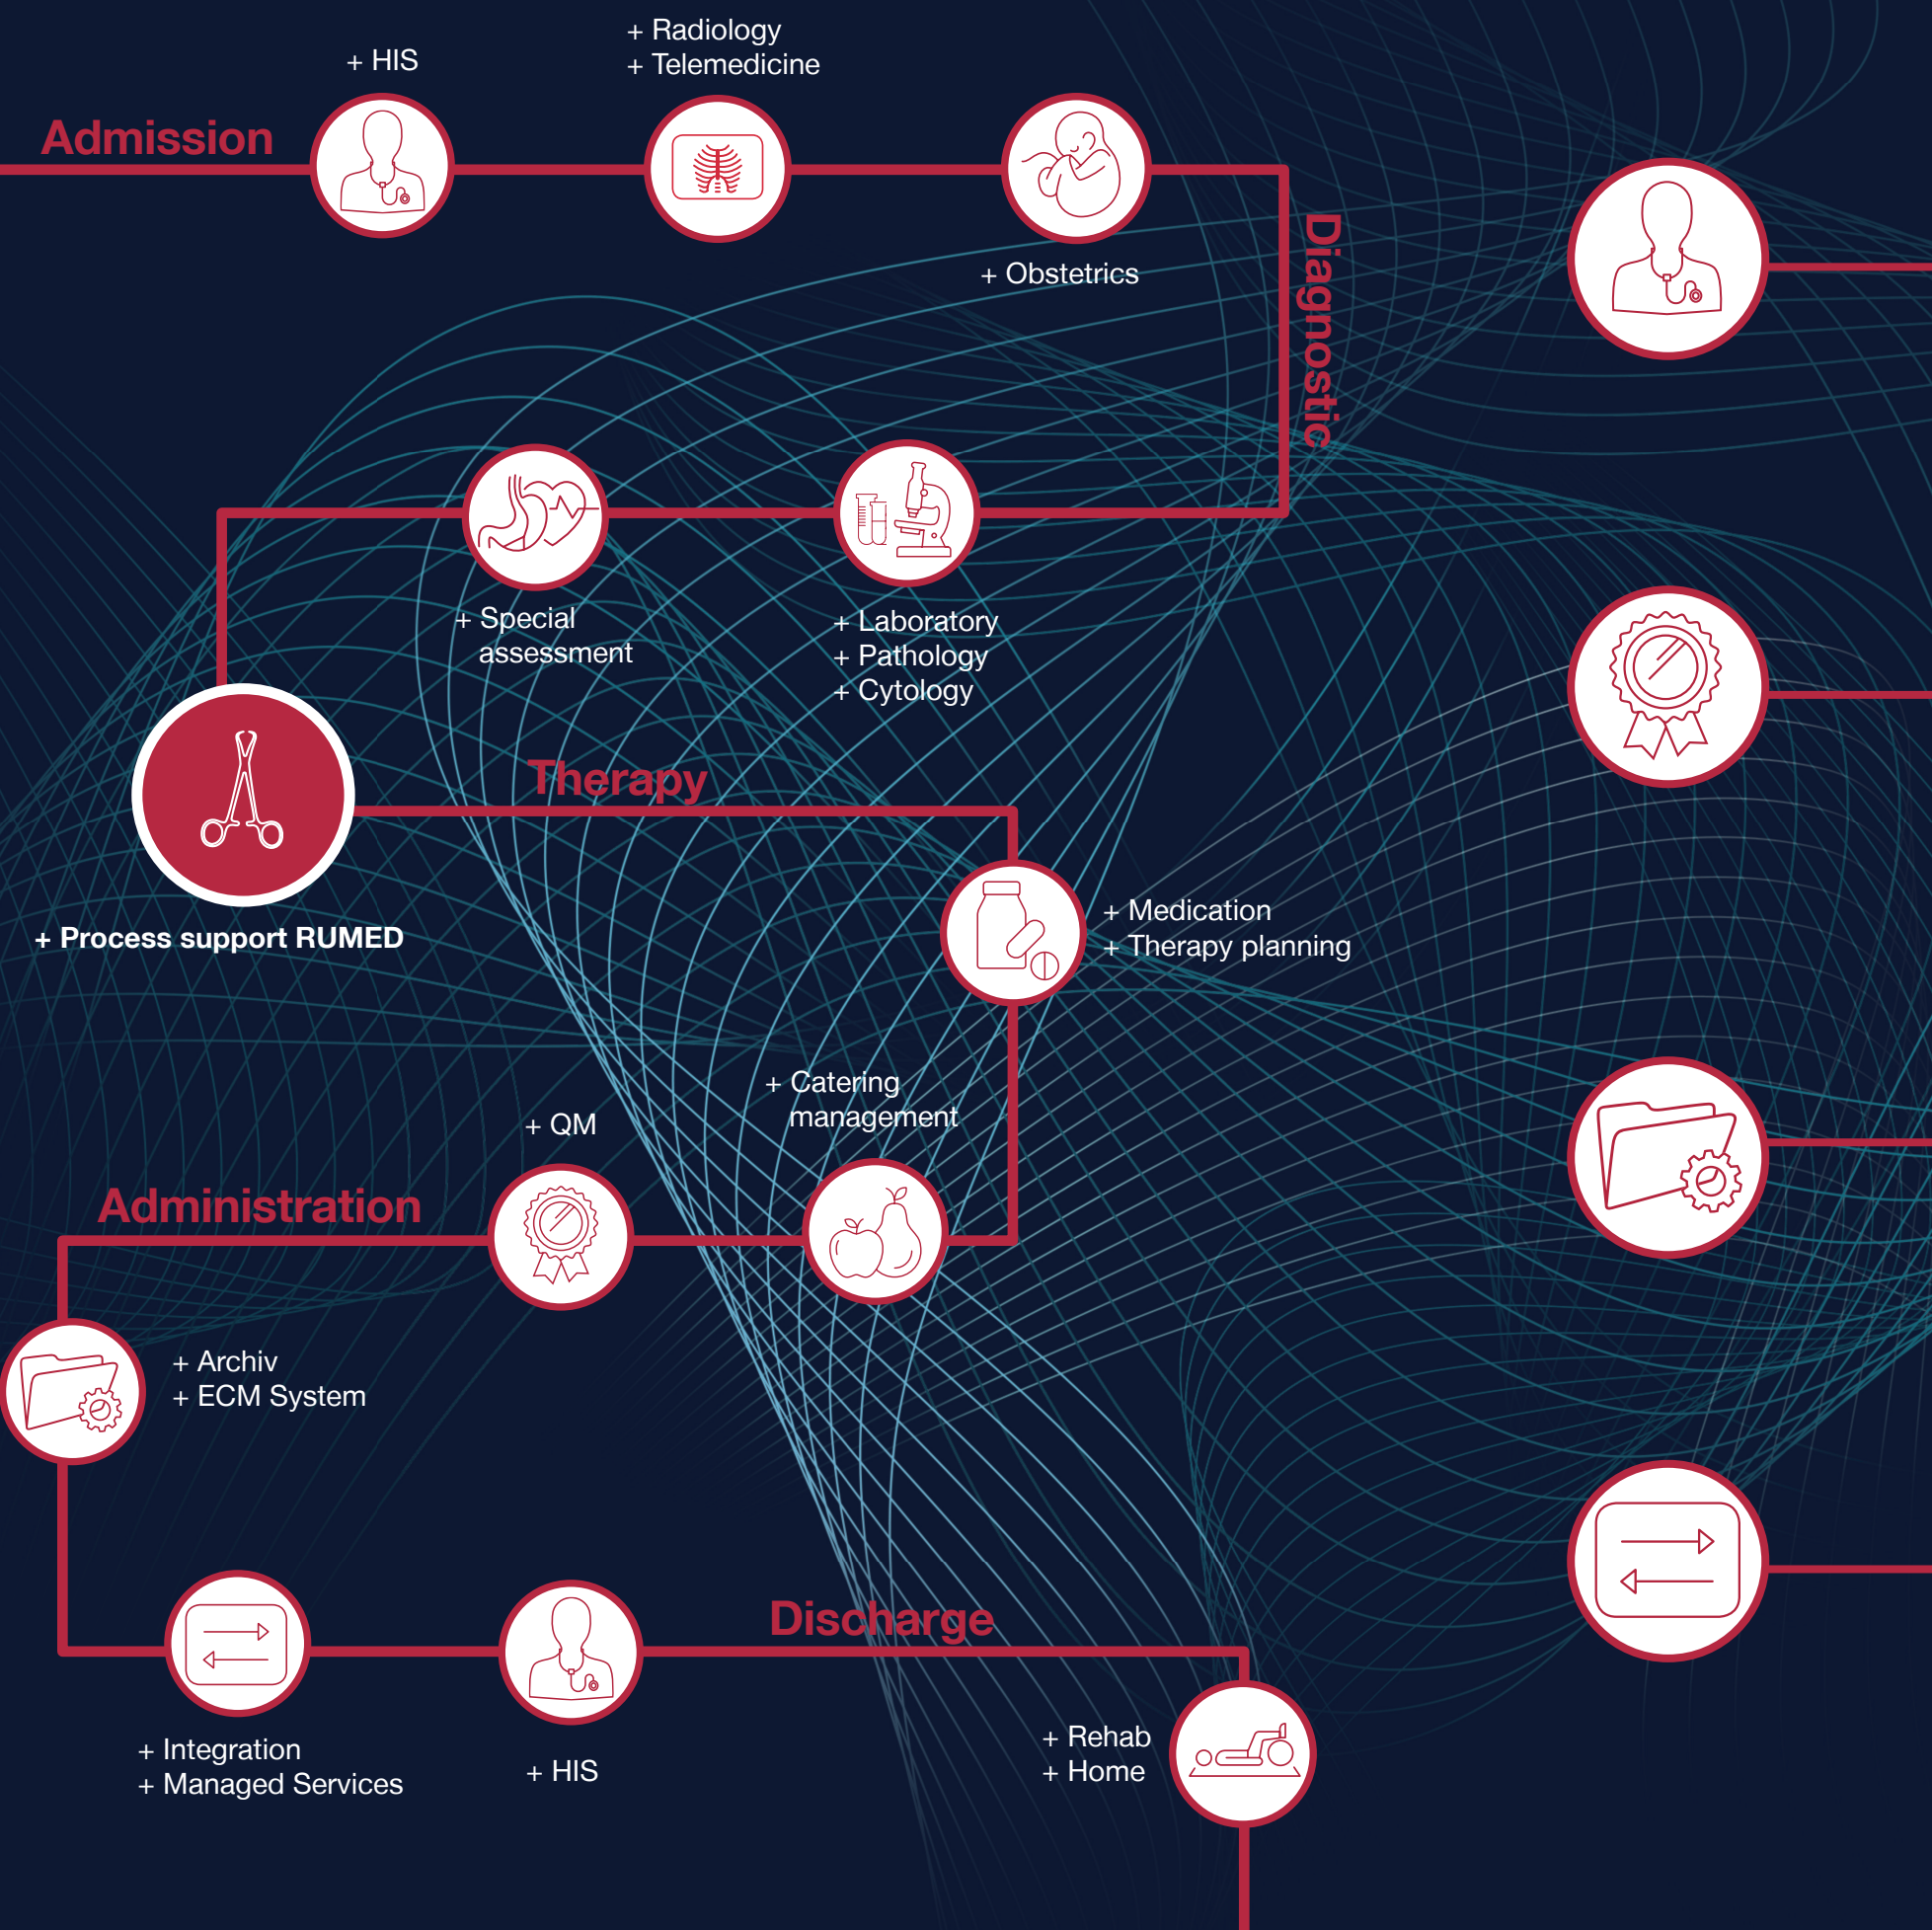 + HIS
+ Radiology
+ Telemedicine
Admission
+ Obstetrics
Diagnostic
+ Special
assessment
+ Laboratory
+ Pathology
+ Cytology
Therapy
+ Process support RUMED
+ Medication
+ Therapy planning
+ Catering
management
+ QM
Administration
+ Archiv
+ ECM System
+ Integration
+ Managed Services
+ HIS
Discharge
+ Rehab
+ Home